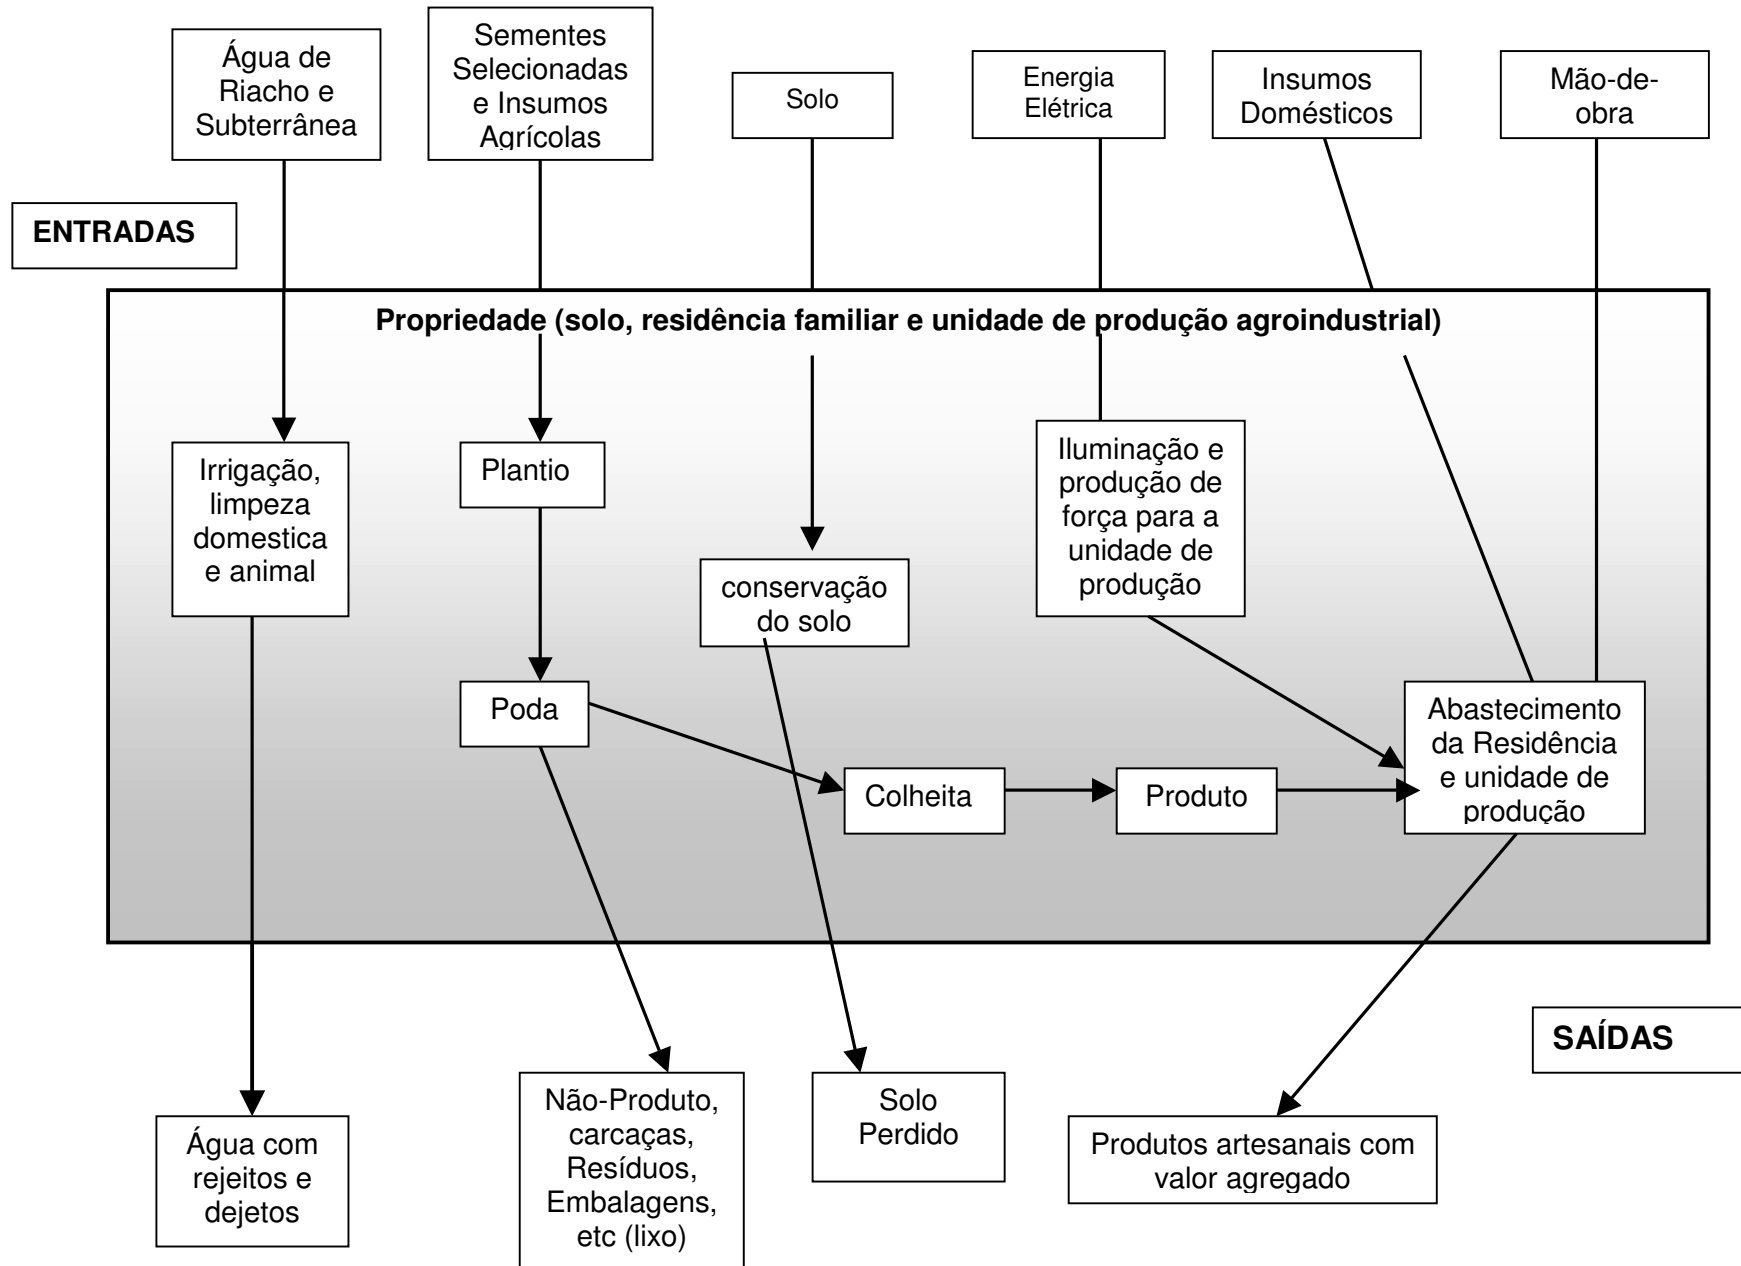 Água de
Riacho e
Subterrânea
Sementes
Selecionadas
e Insumos
Agrícolas
Solo
Energia
Elétrica
Insumos
Domésticos
Mão-de-
obra
ENTRADAS
Propriedade (solo, residência familiar e unidade de produção agroindustrial)
Irrigação,
limpeza
domestica
e animal
Plantio
conservação
do solo
Iluminação e
produção de
força para a
unidade de
produção
Poda
Colheita
Produto
Abastecimento
da Residência
e unidade de
produção
SAÍDAS
Água com
rejeitos e
dejetos
Não-Produto,
carcaças,
Resíduos,
Embalagens,
etc (lixo)
Solo
Perdido
Produtos artesanais com
valor agregado